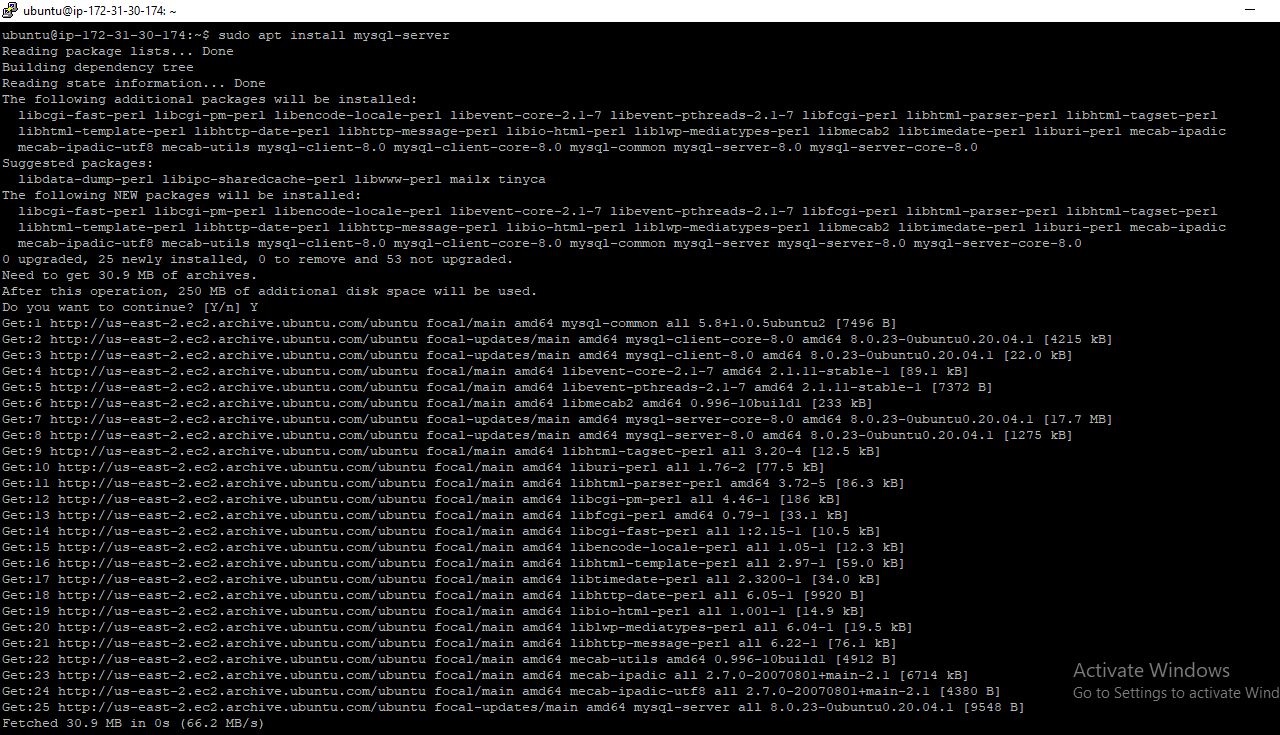 ubuntu@ip-172-31-30-174: ~
ubuntu@ip-172-31-30-174:~$ sudo apt install mysql-server
Reading package lists... Done
Building dependency tree
Reading state information... Done
The following additional packages will be installed:
  libcgi-fast-perl libcgi-pm-perl libencode-locale-perl libevent-core-2.1-7 libevent-pthreads-2.1-7 libfcgi-perl libhtml-parser-perl libhtml-tagset-perl
  libhtml-template-perl libhttp-date-perl libhttp-message-perl libio-html-perl liblwp-mediatypes-perl libmecab2 libtimedate-perl liburi-perl mecab-ipadic
  mecab-ipadic-utf8 mecab-utils mysql-client-8.0 mysql-client-core-8.0 mysql-common mysql-server-8.0 mysql-server-core-8.0
Suggested packages:
  libdata-dump-perl libipc-sharedcache-perl libwww-perl mailx tinyca
The following NEW packages will be installed:
  libcgi-fast-perl libcgi-pm-perl libencode-locale-perl libevent-core-2.1-7 libevent-pthreads-2.1-7 libfcgi-perl libhtml-parser-perl libhtml-tagset-perl
  libhtml-template-perl libhttp-date-perl libhttp-message-perl libio-html-perl liblwp-mediatypes-perl libmecab2 libtimedate-perl liburi-perl mecab-ipadic
  mecab-ipadic-utf8 mecab-utils mysql-client-8.0 mysql-client-core-8.0 mysql-common mysql-server mysql-server-8.0 mysql-server-core-8.0
0 upgraded, 25 newly installed, 0 to remove and 53 not upgraded.
Need to get 30.9 MB of archives.
After this operation, 250 MB of additional disk space will be used.
Do you want to continue? [Y/n] Y
Get:1 http://us-east-2.ec2.archive.ubuntu.com/ubuntu focal/main amd64 mysql-common all 5.8+1.0.5ubuntu2 [7496 B]
Get:2 http://us-east-2.ec2.archive.ubuntu.com/ubuntu focal-updates/main amd64 mysql-client-core-8.0 amd64 8.0.23-0ubuntu0.20.04.1 [4215 kB]
Get:3 http://us-east-2.ec2.archive.ubuntu.com/ubuntu focal-updates/main amd64 mysql-client-8.0 amd64 8.0.23-0ubuntu0.20.04.1 [22.0 kB]
Get:4 http://us-east-2.ec2.archive.ubuntu.com/ubuntu focal/main amd64 libevent-core-2.1-7 amd64 2.1.11-stable-1 [89.1 kB]
Get:5 http://us-east-2.ec2.archive.ubuntu.com/ubuntu focal/main amd64 libevent-pthreads-2.1-7 amd64 2.1.11-stable-1 [7372 B]
Get:6 http://us-east-2.ec2.archive.ubuntu.com/ubuntu focal/main amd64 libmecab2 amd64 0.996-10build1 [233 kB]
Get:7 http://us-east-2.ec2.archive.ubuntu.com/ubuntu focal-updates/main amd64 mysql-server-core-8.0 amd64 8.0.23-0ubuntu0.20.04.1 [17.7 MB]
Get:8 http://us-east-2.ec2.archive.ubuntu.com/ubuntu focal-updates/main amd64 mysql-server-8.0 amd64 8.0.23-0ubuntu0.20.04.1 [1275 kB]
Get:9 http://us-east-2.ec2.archive.ubuntu.com/ubuntu focal/main amd64 libhtml-tagset-perl all 3.20-4 [12.5 kB]
Get:10 http://us-east-2.ec2.archive.ubuntu.com/ubuntu focal/main amd64 liburi-perl all 1.76-2 [77.5 kB]
Get:11 http://us-east-2.ec2.archive.ubuntu.com/ubuntu focal/main amd64 libhtml-parser-perl amd64 3.72-5 [86.3 kB]
Get:12 http://us-east-2.ec2.archive.ubuntu.com/ubuntu focal/main amd64 libcgi-pm-perl all 4.46-1 [186 kB]
Get:13 http://us-east-2.ec2.archive.ubuntu.com/ubuntu focal/main amd64 libfcgi-perl amd64 0.79-1 [33.1 kB]
Get:14 http://us-east-2.ec2.archive.ubuntu.com/ubuntu focal/main amd64 libcgi-fast-perl all 1:2.15-1 [10.5 kB]
Get:15 http://us-east-2.ec2.archive.ubuntu.com/ubuntu focal/main amd64 libencode-locale-perl all 1.05-1 [12.3 kB]
Get:16 http://us-east-2.ec2.archive.ubuntu.com/ubuntu focal/main amd64 libhtml-template-perl all 2.97-1 [59.0 kB]
Get:17 http://us-east-2.ec2.archive.ubuntu.com/ubuntu focal/main amd64 libtimedate-perl all 2.3200-1 [34.0 kB]
Get:18 http://us-east-2.ec2.archive.ubuntu.com/ubuntu focal/main amd64 libhttp-date-perl all 6.05-1 [9920 B]
Get:19 http://us-east-2.ec2.archive.ubuntu.com/ubuntu focal/main amd64 libio-html-perl all 1.001-1 [14.9 kB]
Get:20 http://us-east-2.ec2.archive.ubuntu.com/ubuntu focal/main amd64 liblwp-mediatypes-perl all 6.04-1 [19.5 kB]
Get:21 http://us-east-2.ec2.archive.ubuntu.com/ubuntu focal/main amd64 libhttp-message-perl all 6.22-1 [76.1 kB]
Get:22 http://us-east-2.ec2.archive.ubuntu.com/ubuntu focal/main amd64 mecab-utils amd64 0.996-10build1 [4912 B]
Get:23 http://us-east-2.ec2.archive.ubuntu.com/ubuntu focal/main amd64 mecab-ipadic all 2.7.0-20070801+main-2.1 [6714 kB]
Get:24 http://us-east-2.ec2.archive.ubuntu.com/ubuntu focal/main amd64 mecab-ipadic-utf8 all 2.7.0-20070801+main-2.1 [4380 B]
Get:25 http://us-east-2.ec2.archive.ubuntu.com/ubuntu focal-updates/main amd64 mysql-server all 8.0.23-0ubuntu0.20.04.1 [9548 B]
Fetched 30.9 MB in 0s (66.2 MB/s)
Activate Windows
Go to Settings to activate Wind